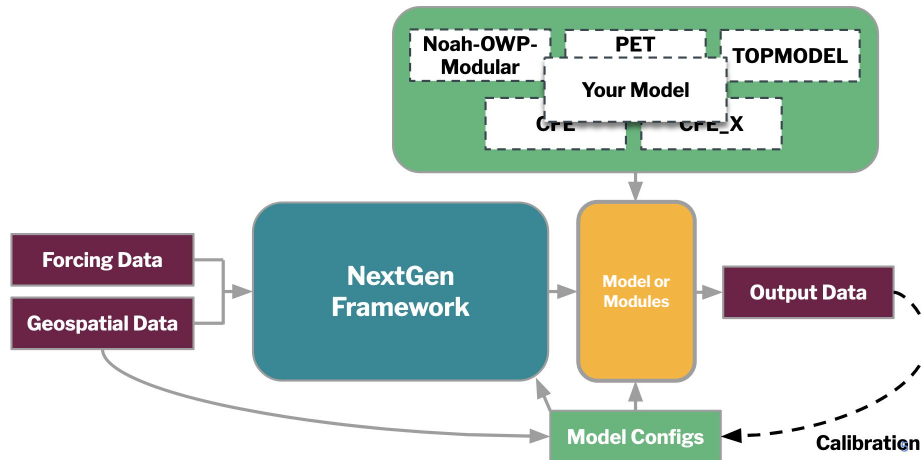 Noah-OWP-
Modular
PET
TOPMODEL
Your Model
CFE
CFE_X
Forcing Data
Geospatial Data
NextGen
Framework
Model or
Modules
Output Data
Model Configs
Calibration